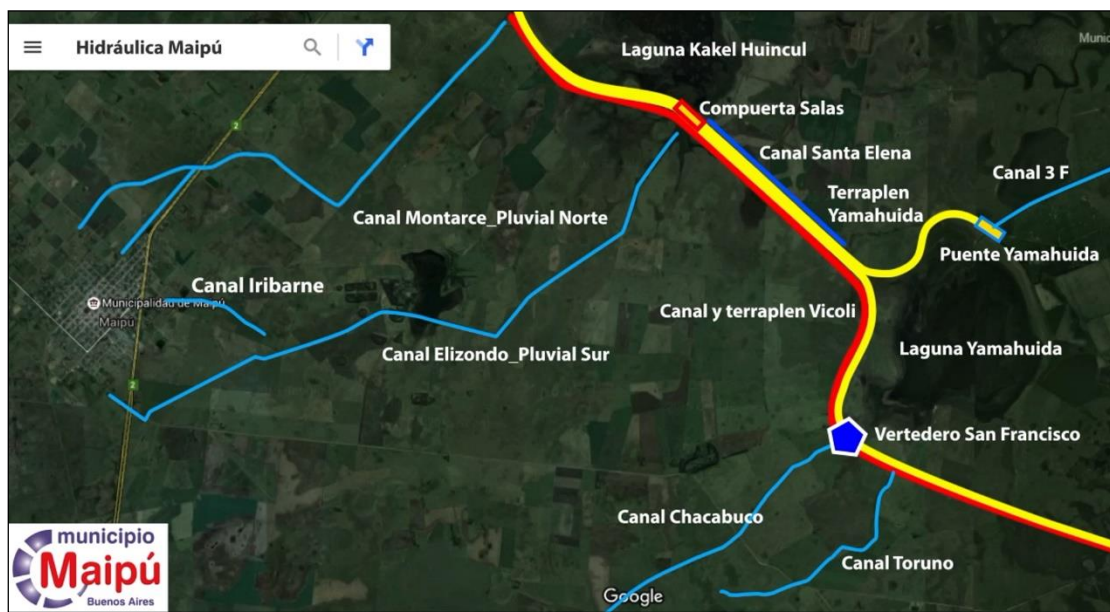 Hidráulica Maipú
Munic
Laguna Kakel Huincul
Compuerta Salas
2
Canal Santa Elena
Canal 3 F
Terraplen
Yamahuida
Canal Montarce_Pluvial Norte
Puente Yamahuida
Canal Iribarne
Municipalidad de Maipú
Maipú
Canal y terraplen Vicoli
Canal Elizondo_Pluvial Sur
Laguna Yamahuida
2
Vertedero San Francisco
Canal Chacabuco
Canal Toruno
municipio
Maipú
Buenos Aires
Google